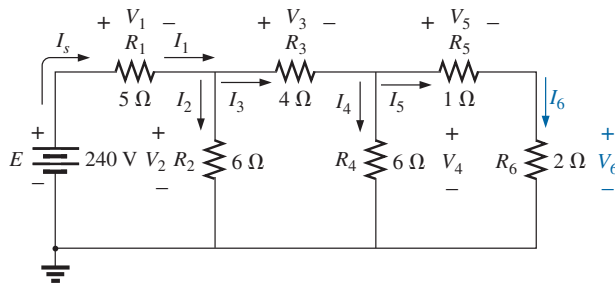 + V1 − + V3 − + V5 −
Is R1 I1 R3 R5
I2 I3 I4 I5 I6
5 Ω 4 Ω 1 Ω
+ + + +
E 240 V V2 R2 6 Ω R4 6 Ω V4 R6 2 Ω V6
− − − −